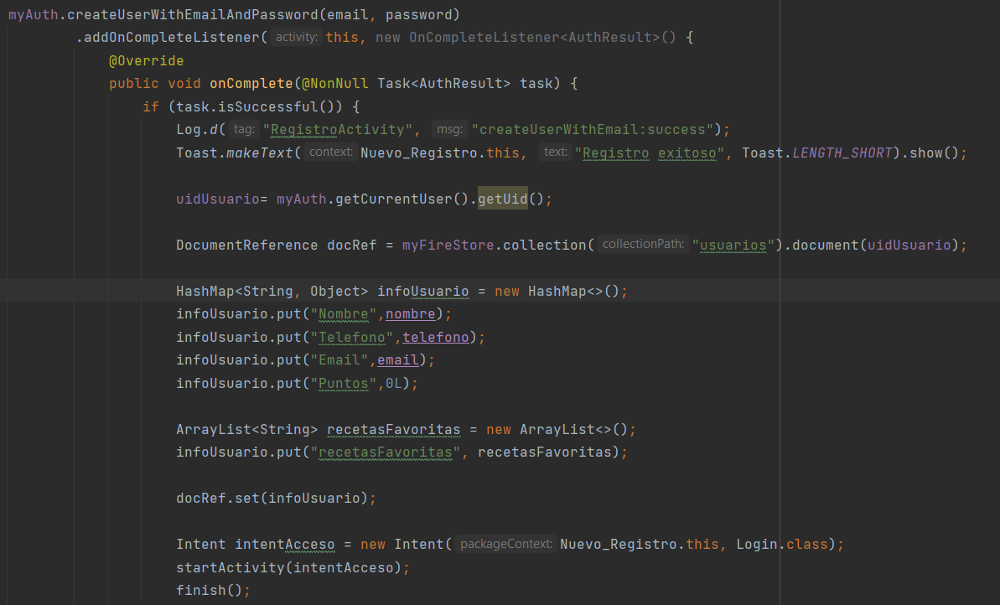 myAuth.createUserWithEmailAndPassword(email, password)
.addOnCompleteListener( activity: this, new OnCompleteListener<AuthResult>() {
@Override
public void onComplete(@NonNull Task<AuthResult> task) {
if (task.isSuccessful()) {
Log.d( tag: "RegistroActivity", msg: "createUserWithEmail:success");
Toast.makeText( context: Nuevo_Registro.this, text: "Registro exitoso", Toast.LENGTH_SHORT).show();
uidUsuario= myAuth.getCurrentUser().getUid();
DocumentReference docRef = myFireStore.collection( collectionPath: "usuarios").document(uidUsuario);
HashMap<String, Object> infoUsuario = new HashMap<>();
infoUsuario.put("Nombre",nombre);
infoUsuario.put("Telefono",telefono);
infoUsuario.put("Email",email);
infoUsuario.put("Puntos",0L);
ArrayList<String> recetasFavoritas = new ArrayList<>();
infoUsuario.put("recetasFavoritas", recetasFavoritas);
docRef.set(infoUsuario);
Intent intentAcceso = new Intent( packageContext: Nuevo_Registro.this, Login.class);
startActivity(intentAcceso);
finish();